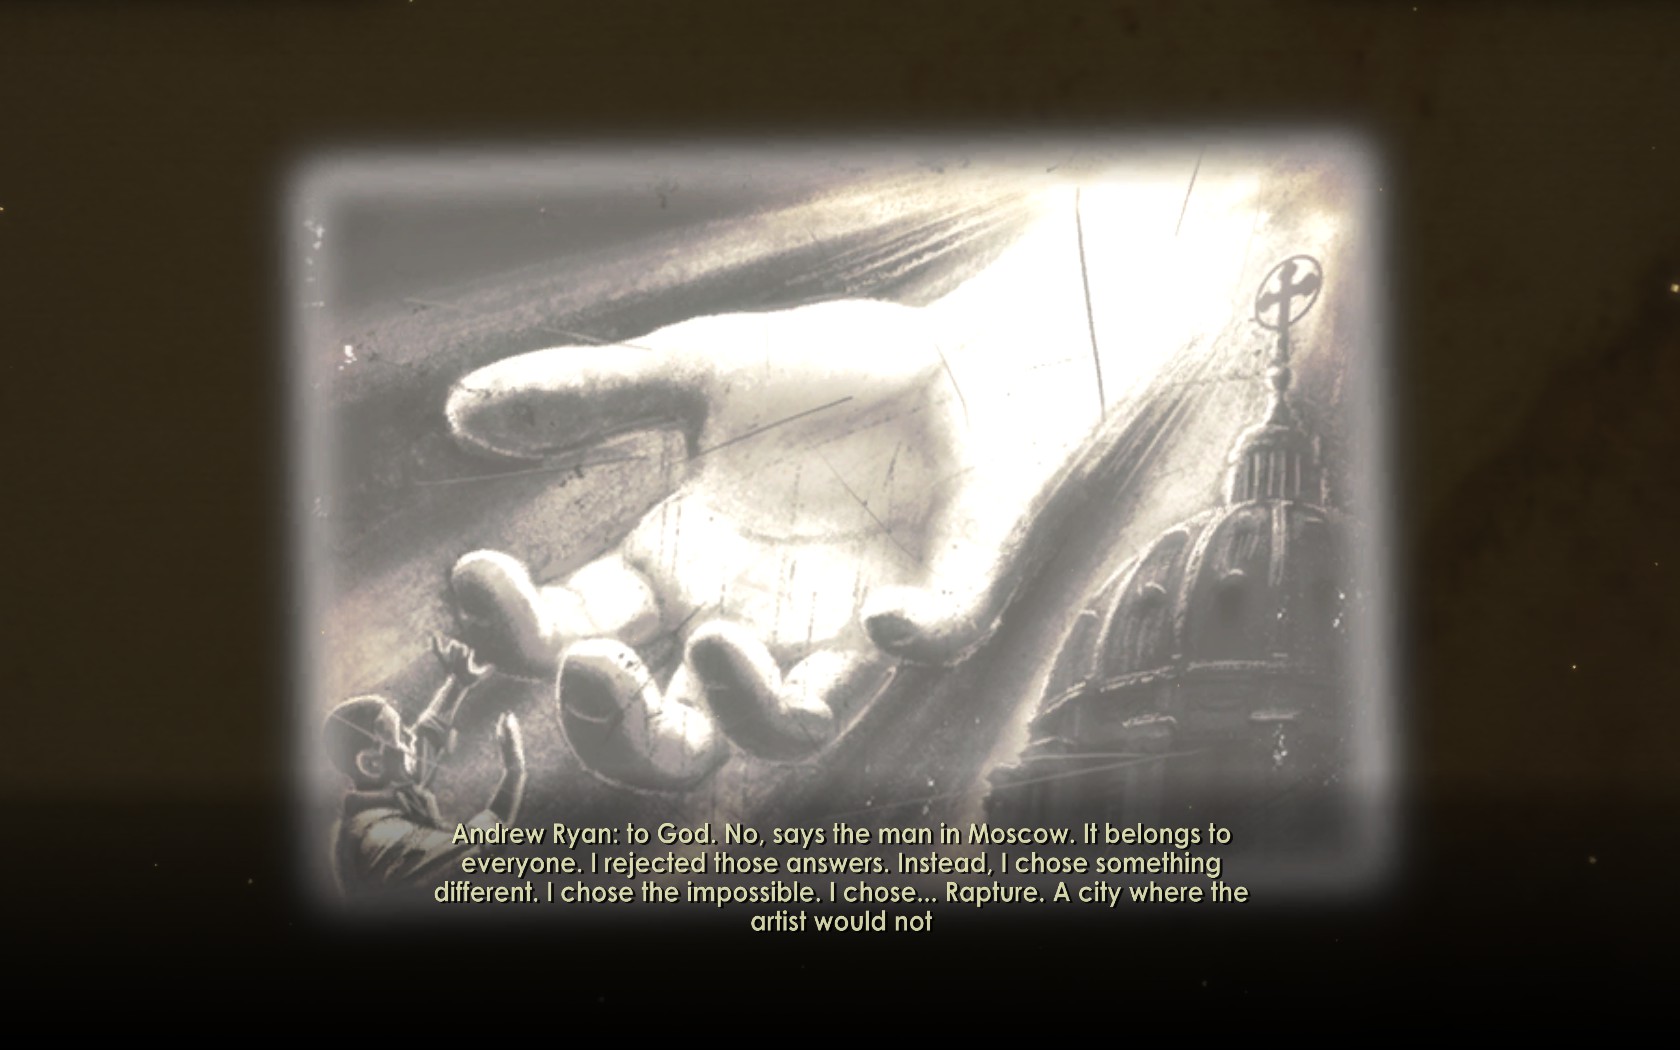 Andrew Ryan: to God. No, says the man in Moscow. It belongs to
everyone. I rejected those answers. Instead, I chose something
different. I chose the impossible. I chose... Rapture. A city where the
artist would not